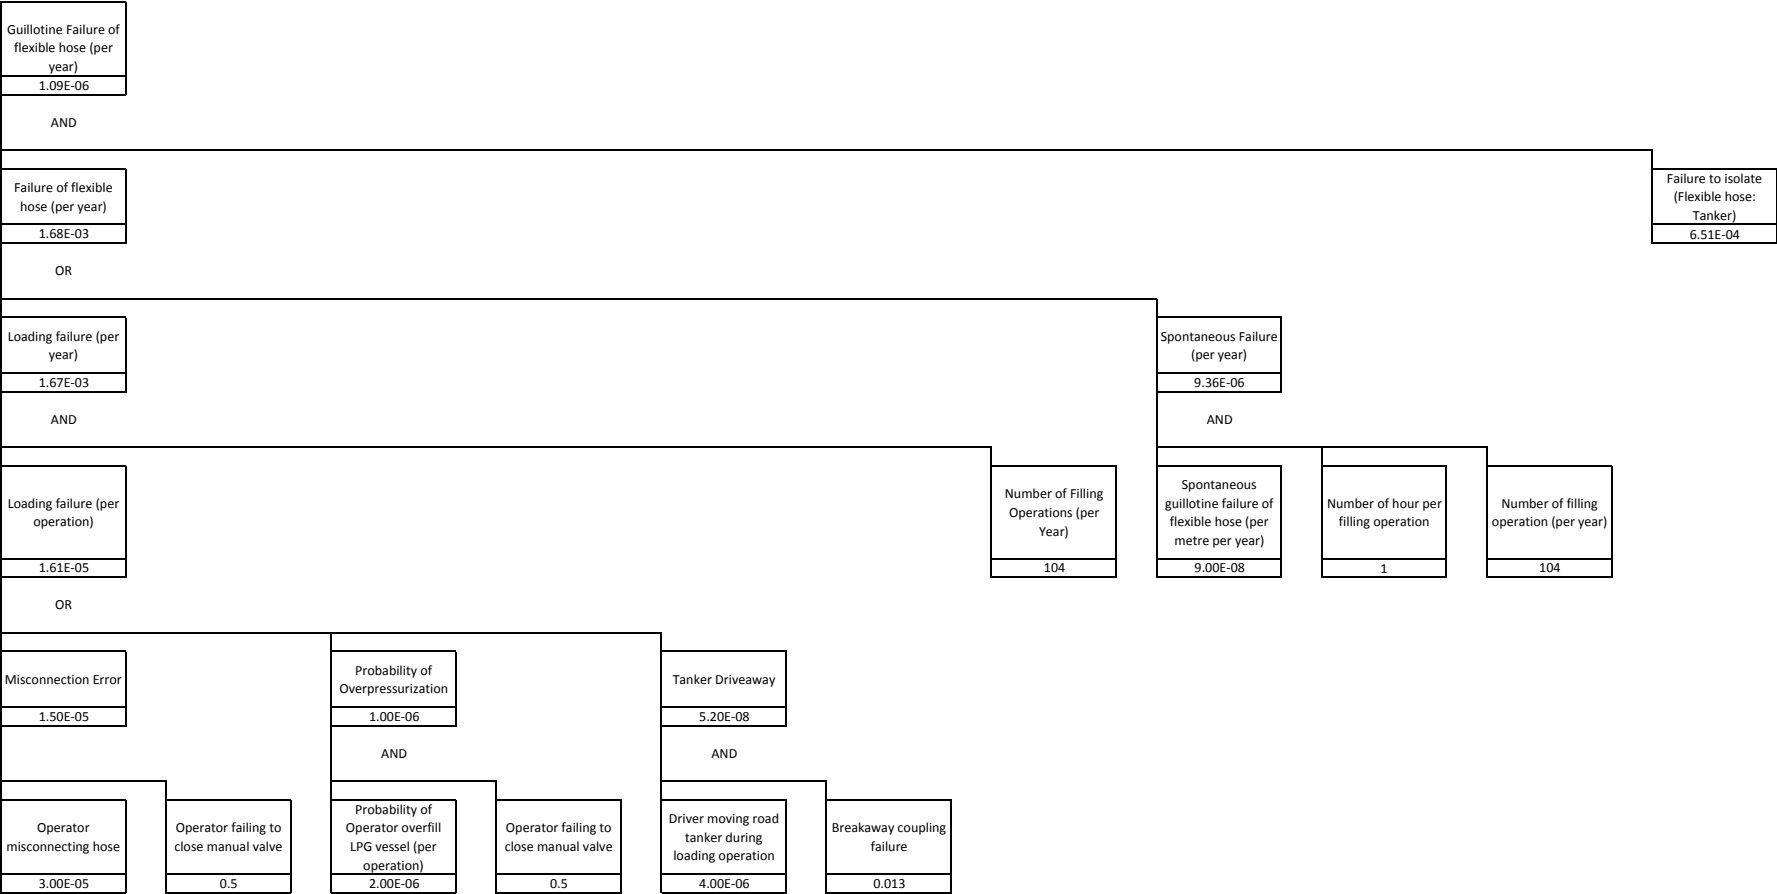 Guillotine Failure of
flexible hose (per
year)
1.09E-06
AND
Failure of flexible
hose (per year)
1.68E-03
Failure to isolate
(Flexible hose:
Tanker)
6.51E-04
OR
Loading failure (per
year)
1.67E-03
Spontaneous Failure
(per year)
9.36E-06
AND
AND
Loading failure (per
operation)
1.61E-05
Number of Filling
Operations (per
Year)
104
Spontaneous
guillotine failure of
flexible hose (per
metre per year)
9.00E-08
Number of hour per
filling operation
1
Number of filling
operation (per year)
104
OR
Misconnection Error
1.50E-05
Probability of
Overpressurization
1.00E-06
Tanker Driveaway
5.20E-08
AND
AND
Operator
misconnecting hose
3.00E-05
Operator failing to
close manual valve
0.5
Probability of
Operator overfill
LPG vessel (per
operation)
2.00E-06
Operator failing to
close manual valve
0.5
Driver moving road
tanker during
loading operation
4.00E-06
Breakaway coupling
failure
0.013